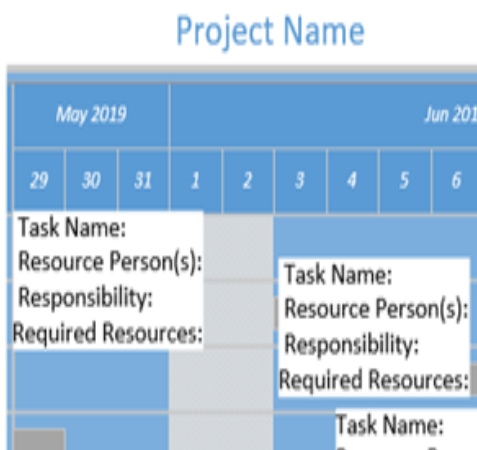 Project Name
May 2019
Jun 201
29 30 31 1 2 3 4 5 6
Task Name:
Resource Person(s):
Responsibility:
Required Resources:
Task Name:
Resource Person(s):
Responsibility:
Required Resources:
Task Name: